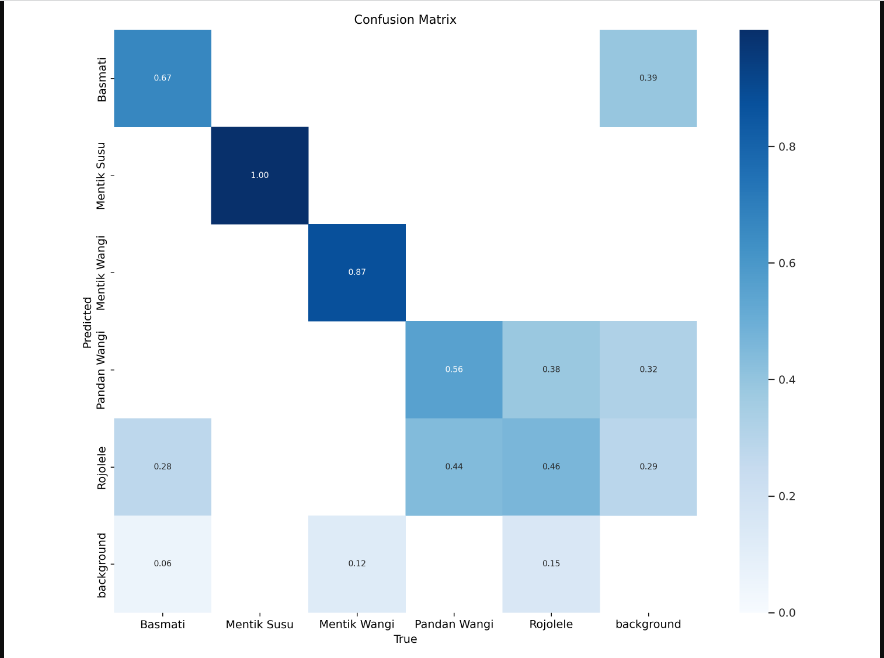 Confusion Matrix
Basmati
0.67
0.39
Mentik Susu
1.00
0.8
Mentik Wangi
0.87
0.6
Predicted
Pandan Wangi
0.56
0.38
0.32
0.4
Rojolele
0.28
0.44
0.46
0.29
0.2
background
0.06
0.12
0.15
0.0
Basmati
Mentik Susu
Mentik Wangi
Pandan Wangi
Rojolele
background
True